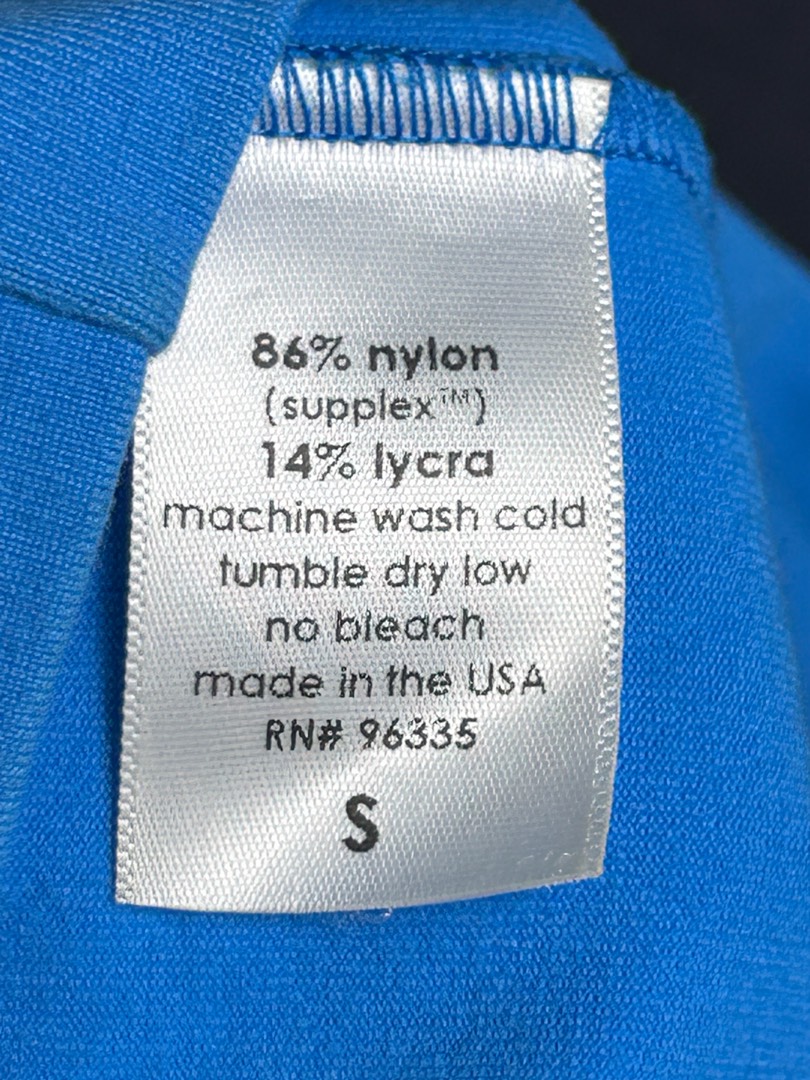 86% nylon
(supplex™)
14% lycra
machine wash cold
tumble dry low
no bleach
made in the USA
RN# 96335
S